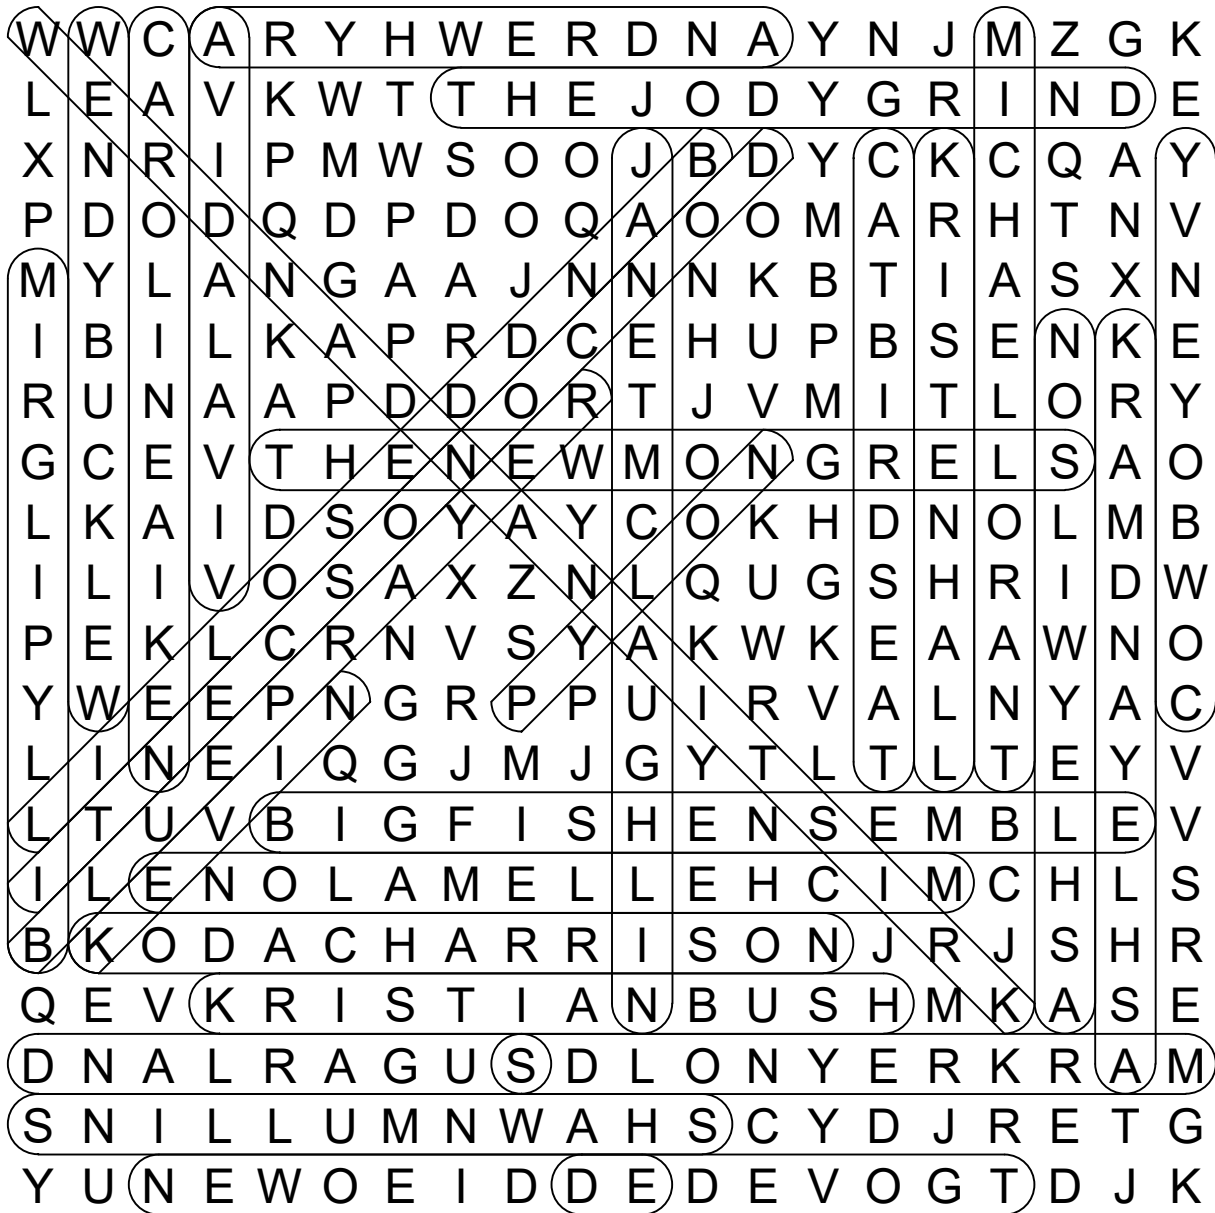 W W C A R Y H W E R D N A Y N J M Z G K
L E A V K W T T H E J O D Y G R I N D E
X N R I P M W S O O J B D Y C K C Q A Y
P D O D Q D P D O Q A O O M A R H T N V
M Y L A N G A A J N N N K B T I A S X N
I B I L K A P R D C E H U P B S E N K E
R U N A A P D D O R T J V M I T L O R Y
G C E V T H E N E W M O N G R E L S A O
L K A I D S O Y A Y C O K H D N O L M B
I L I V O S A X Z N L Q U G S H R I D W
P E K L C R N V S Y A K W K E A A W N O
Y W E E P N G R P P U I R V A L N Y A C
L I N E I Q G J M J G Y T L T L T E Y V
L T U V B I G F I S H E N S E M B L E V
I L E N O L A M E L L E H C I M C H L S
B K O D A C H A R R I S O N J R J S H R
Q E V K R I S T I A N B U S H M K A S E
D N A L R A G U S D L O N Y E R K R A M
S N I L L U M N W A H S C Y D J R E T G
Y U N E W O E I D D E D E V O G T D J K